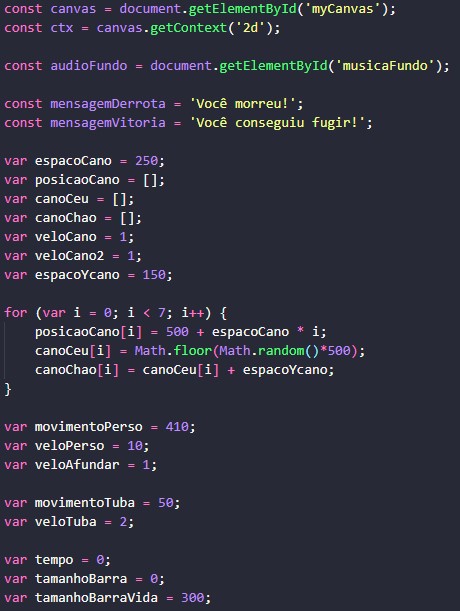 const canvas = document.getElementById('myCanvas');
const ctx = canvas.getContext('2d');
const audioFundo = document.getElementById('musicaFundo');
const mensagemDerrota = 'Você morreu!';
const mensagemVitoria = 'Você conseguiu fugir!';
var espacoCano = 250;
var posicaoCano = [];
var canoCeu = [];
var canoChao = [];
var veloCano = 1;
var veloCano2 = 1;
var espacoYcano = 150;
for (var i = 0; i < 7; i++) {
    posicaoCano[i] = 500 + espacoCano * i;
    canoCeu[i] = Math.floor(Math.random()*500);
    canoChao[i] = canoCeu[i] + espacoYcano;
}
var movimentoPerso = 410;
var veloPerso = 10;
var veloAfundar = 1;
var movimentoTuba = 50;
var veloTuba = 2;
var tempo = 0;
var tamanhoBarra = 0;
var tamanhoBarraVida = 300;